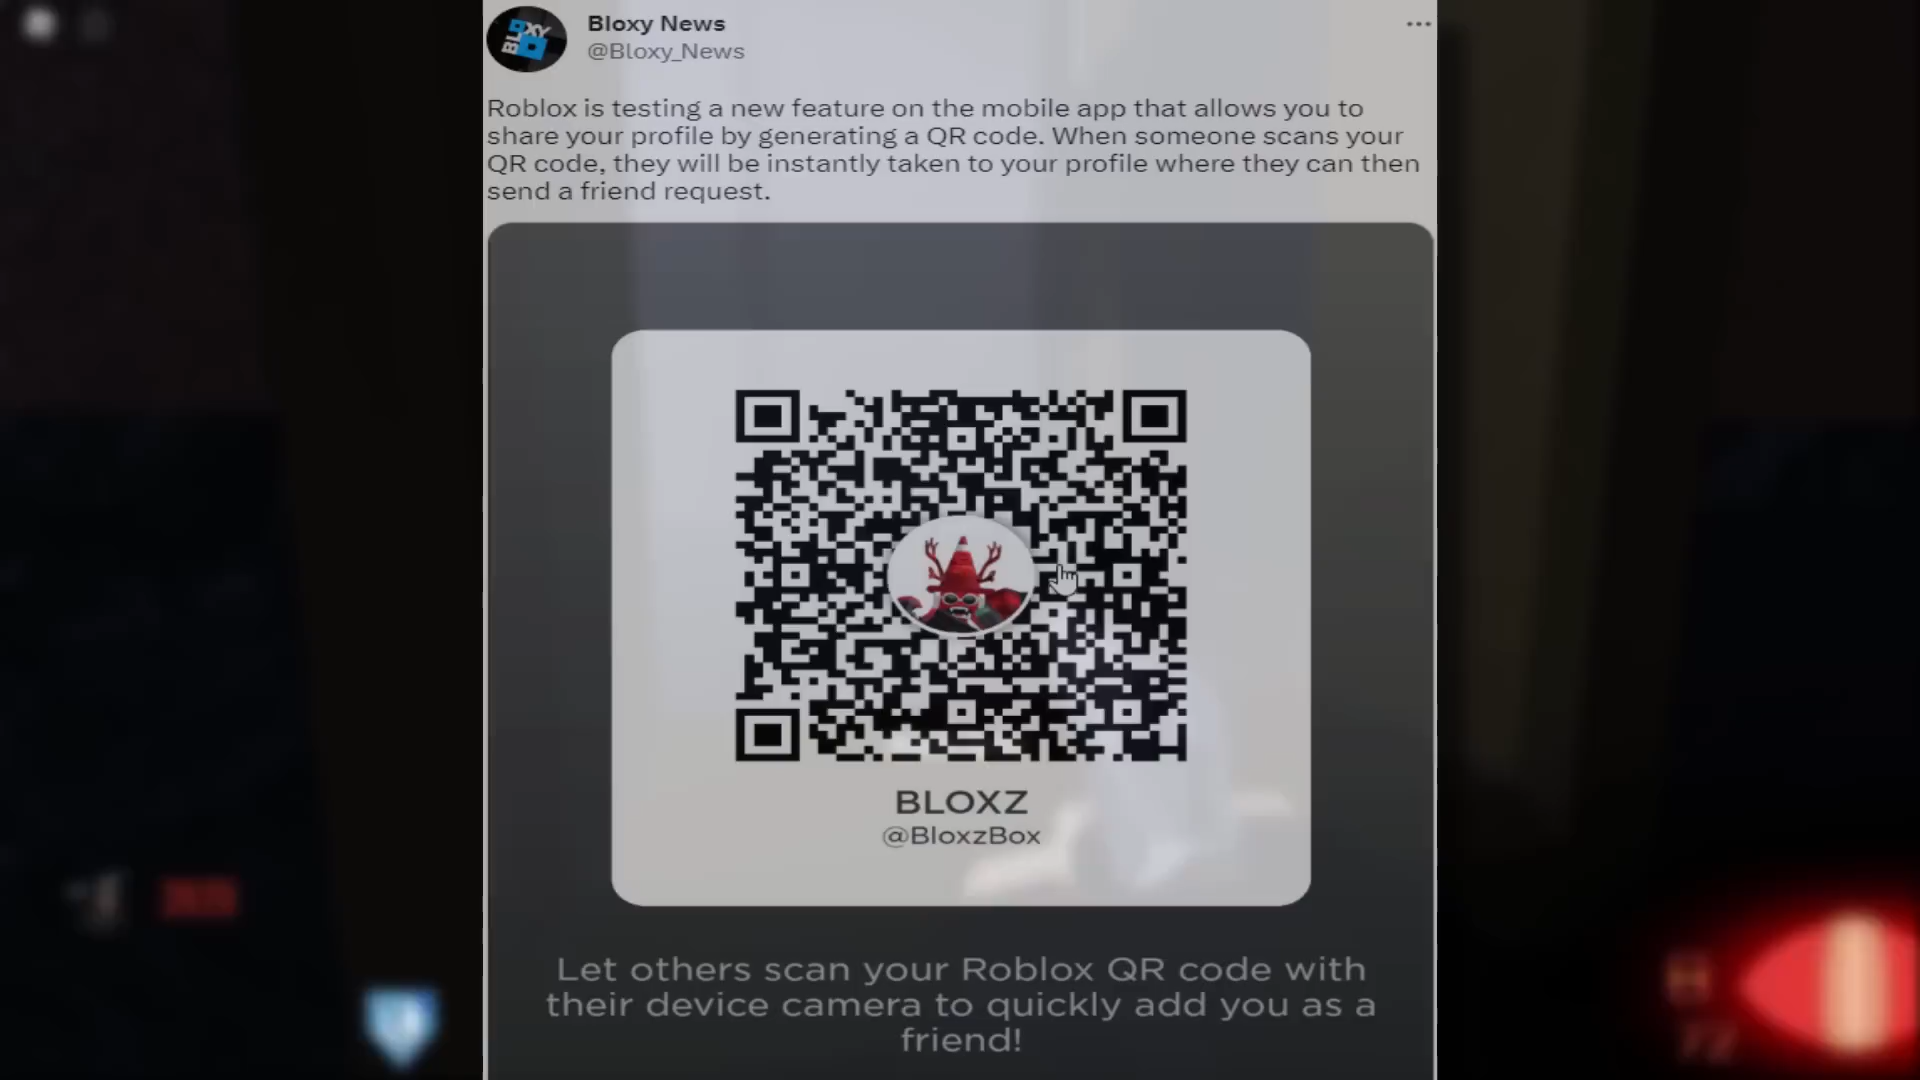 BLOXY
Bloxy News
@Bloxy_News
Roblox is testing a new feature on the mobile app that allows you to
share your profile by generating a QR code. When someone scans your
QR code, they will be instantly taken to your profile where they can then
send a friend request.
BLOXZ
@BloxzBox
Let others scan your Roblox QR code with
their device camera to quickly add you as a
friend!